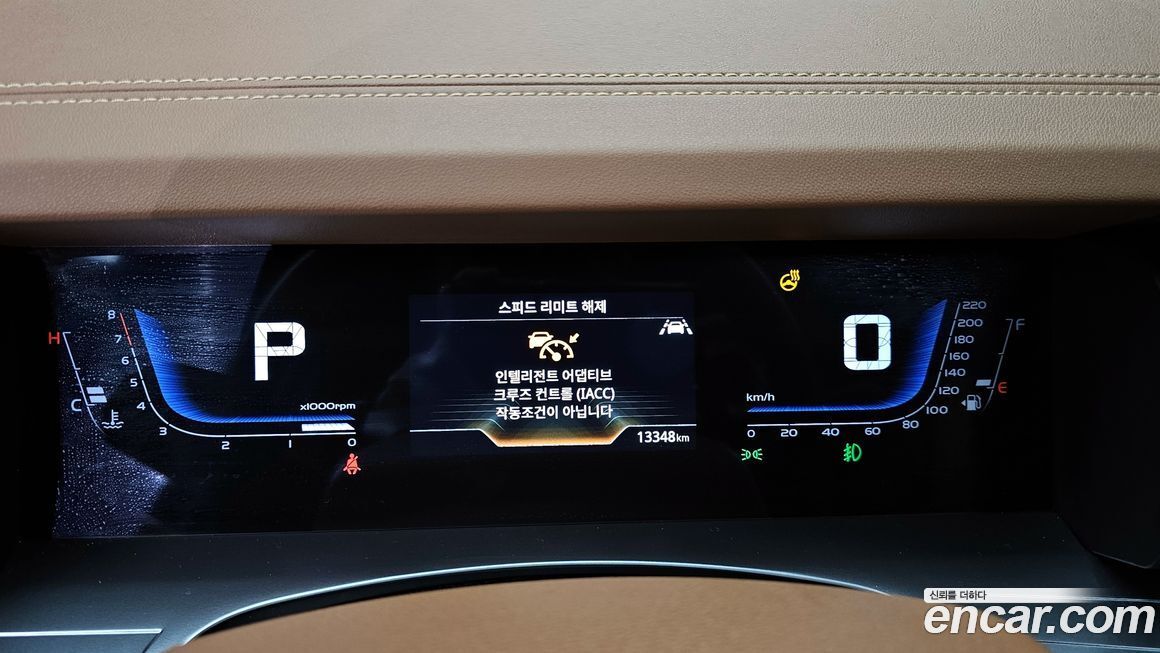 스피드 리미트 해제
인텔리전트 어댑티브
크루즈 컨트롤 (IACC)
작동조건이 아닙니다
13348 km
H
C
8
7
6
5
4
3
2
1
0
x1000rpm
P
0
km/h
0
20
40
60
80
100
120
140
160
180
200
220
F
E
신뢰를 더하다
encar.com